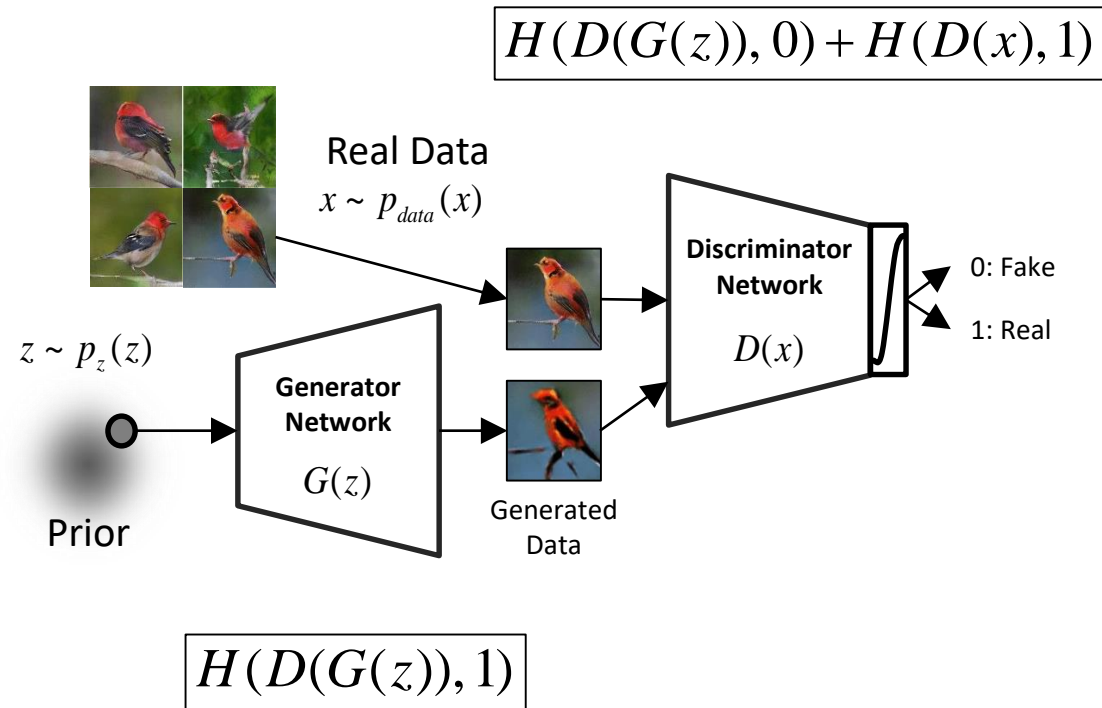 H(D(G(z)),0) + H(D(x),1)
Real Data
x ~ p_data(x)
Discriminator
Network
D(x)
0: Fake
1: Real
z ~ p_z(z)
Generator
Network
G(z)
Prior
Generated
Data
H(D(G(z)),1)